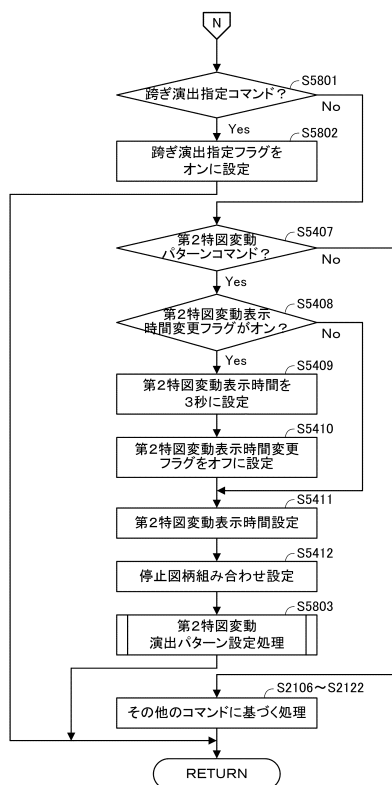 N
跨ぎ演出指定コマンド？
S5801
No
Yes
S5802
跨ぎ演出指定フラグを
オンに設定
S5407
第2特図変動
パターンコマンド？
No
Yes
S5408
第2特図変動表示
時間変更フラグがオン？
No
Yes
S5409
第2特図変動表示時間を
3秒に設定
S5410
第2特図変動表示時間変更
フラグをオフに設定
S5411
第2特図変動表示時間設定
S5412
停止図柄組み合わせ設定
S5803
第2特図変動
演出パターン設定処理
S2106～S2122
その他のコマンドに基づく処理
RETURN